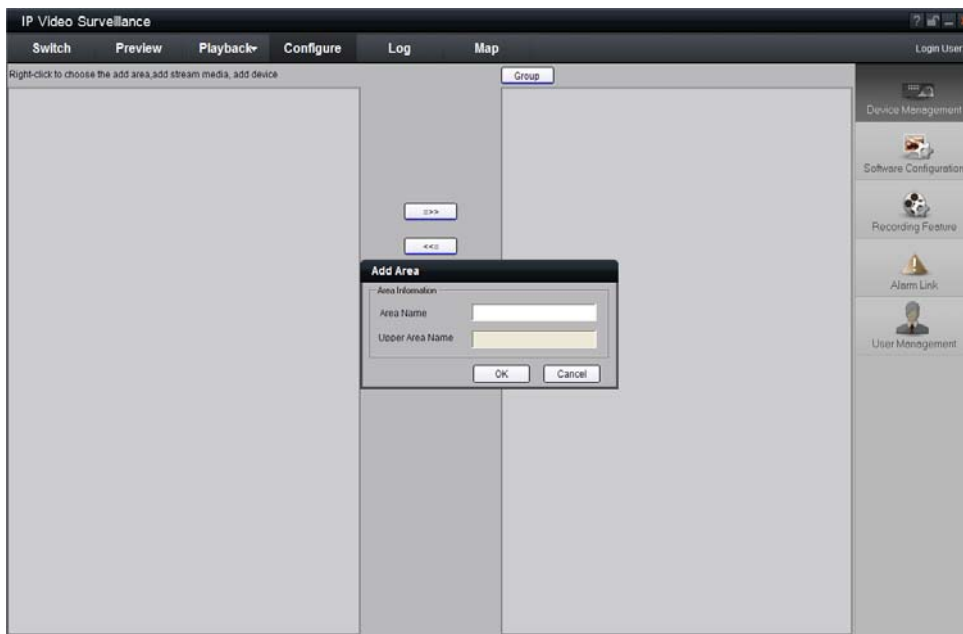 IP Video Surveillance
Switch Preview Playback Configure Log Map Login User
Right-click to choose the add area,add stream media, add device
Group
Device Management
Software Configuration
=>>
Recording Feature
<<=
Add Area
Area Information
Area Name
Upper Area Name
OK Cancel
Alarm Link
User Management